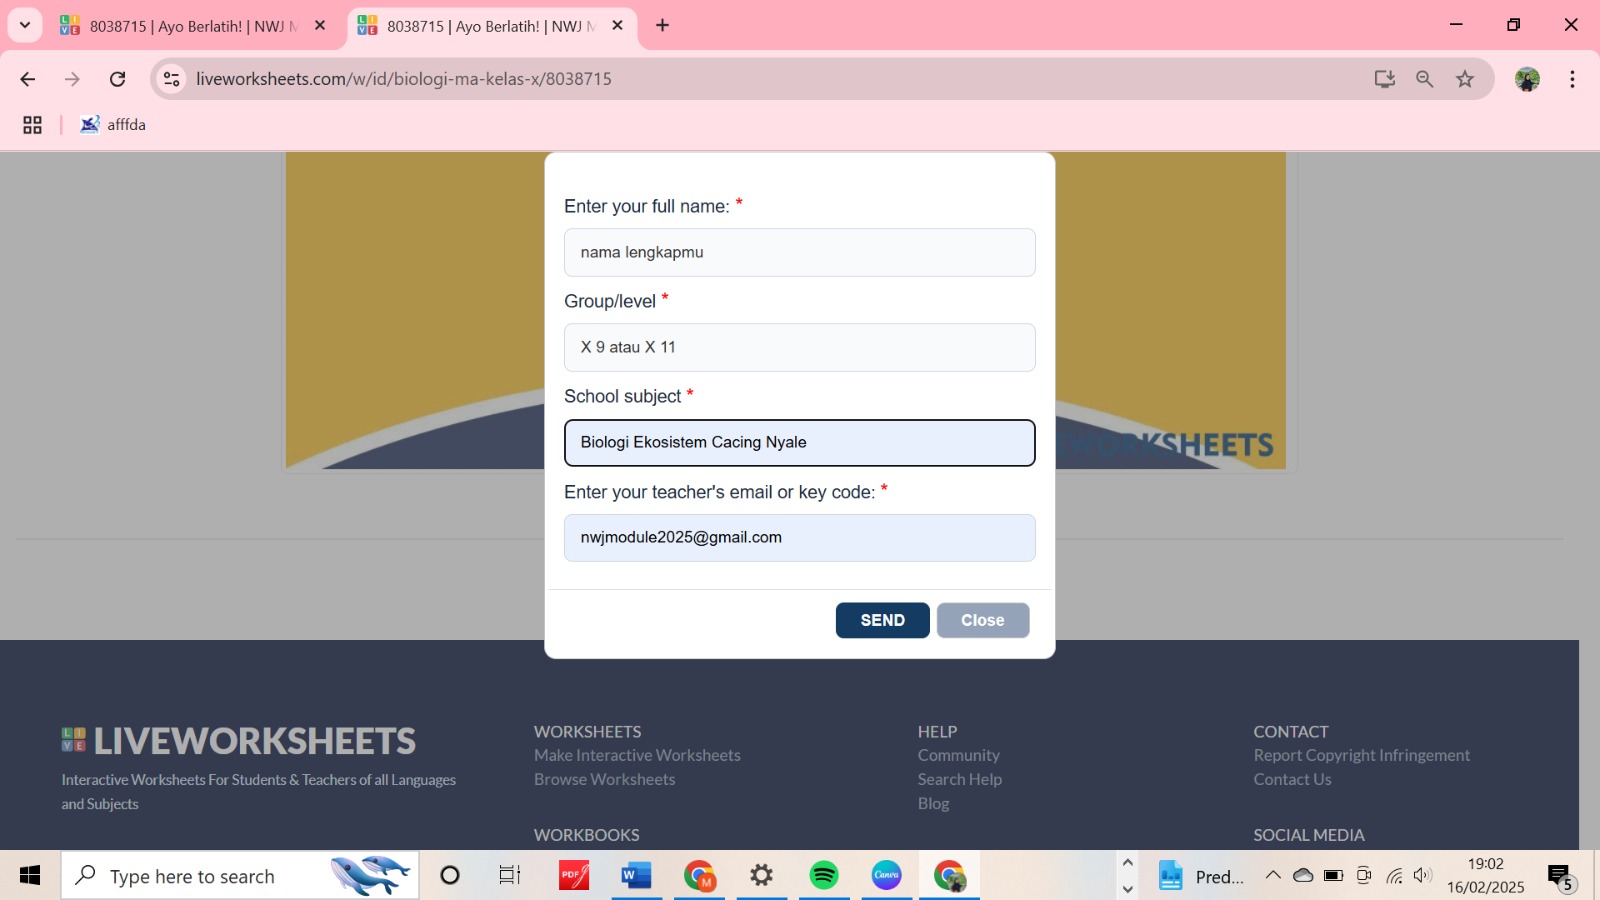 8038715 | Ayo Berlatih! | NWJ M
8038715 | Ayo Berlatih! | NWJ M
liveworksheets.com/w/id/biologi-ma-kelas-x/8038715
afffda
Enter your full name: *
nama lengkapmu
Group/level *
X 9 atau X 11
School subject *
Biologi Ekosistem Cacing Nyale
EWORKSHEETS
Enter your teacher's email or key code: *
nwjmodule2025@gmail.com
SEND
Close
LIVE LIVEWORKSHEETS
Interactive Worksheets For Students & Teachers of all Languages
and Subjects
WORKSHEETS
Make Interactive Worksheets
Browse Worksheets
WORKBOOKS
HELP
Community
Search Help
Blog
CONTACT
Report Copyright Infringement
Contact Us
SOCIAL MEDIA
Type here to search
PDF
W
M
Canva
Pred...
19:02
16/02/2025
5